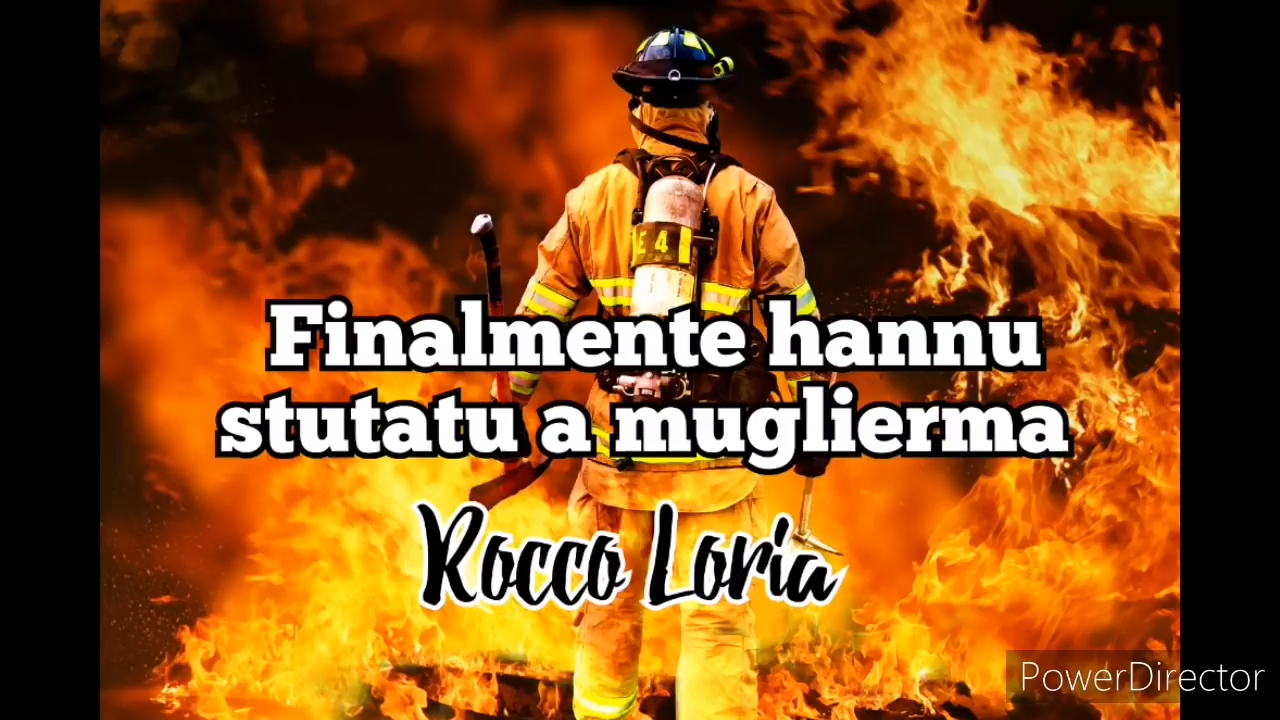 E4
Finalmente hannu
stutatu a muglierma
Rocco Loria
PowerDirector